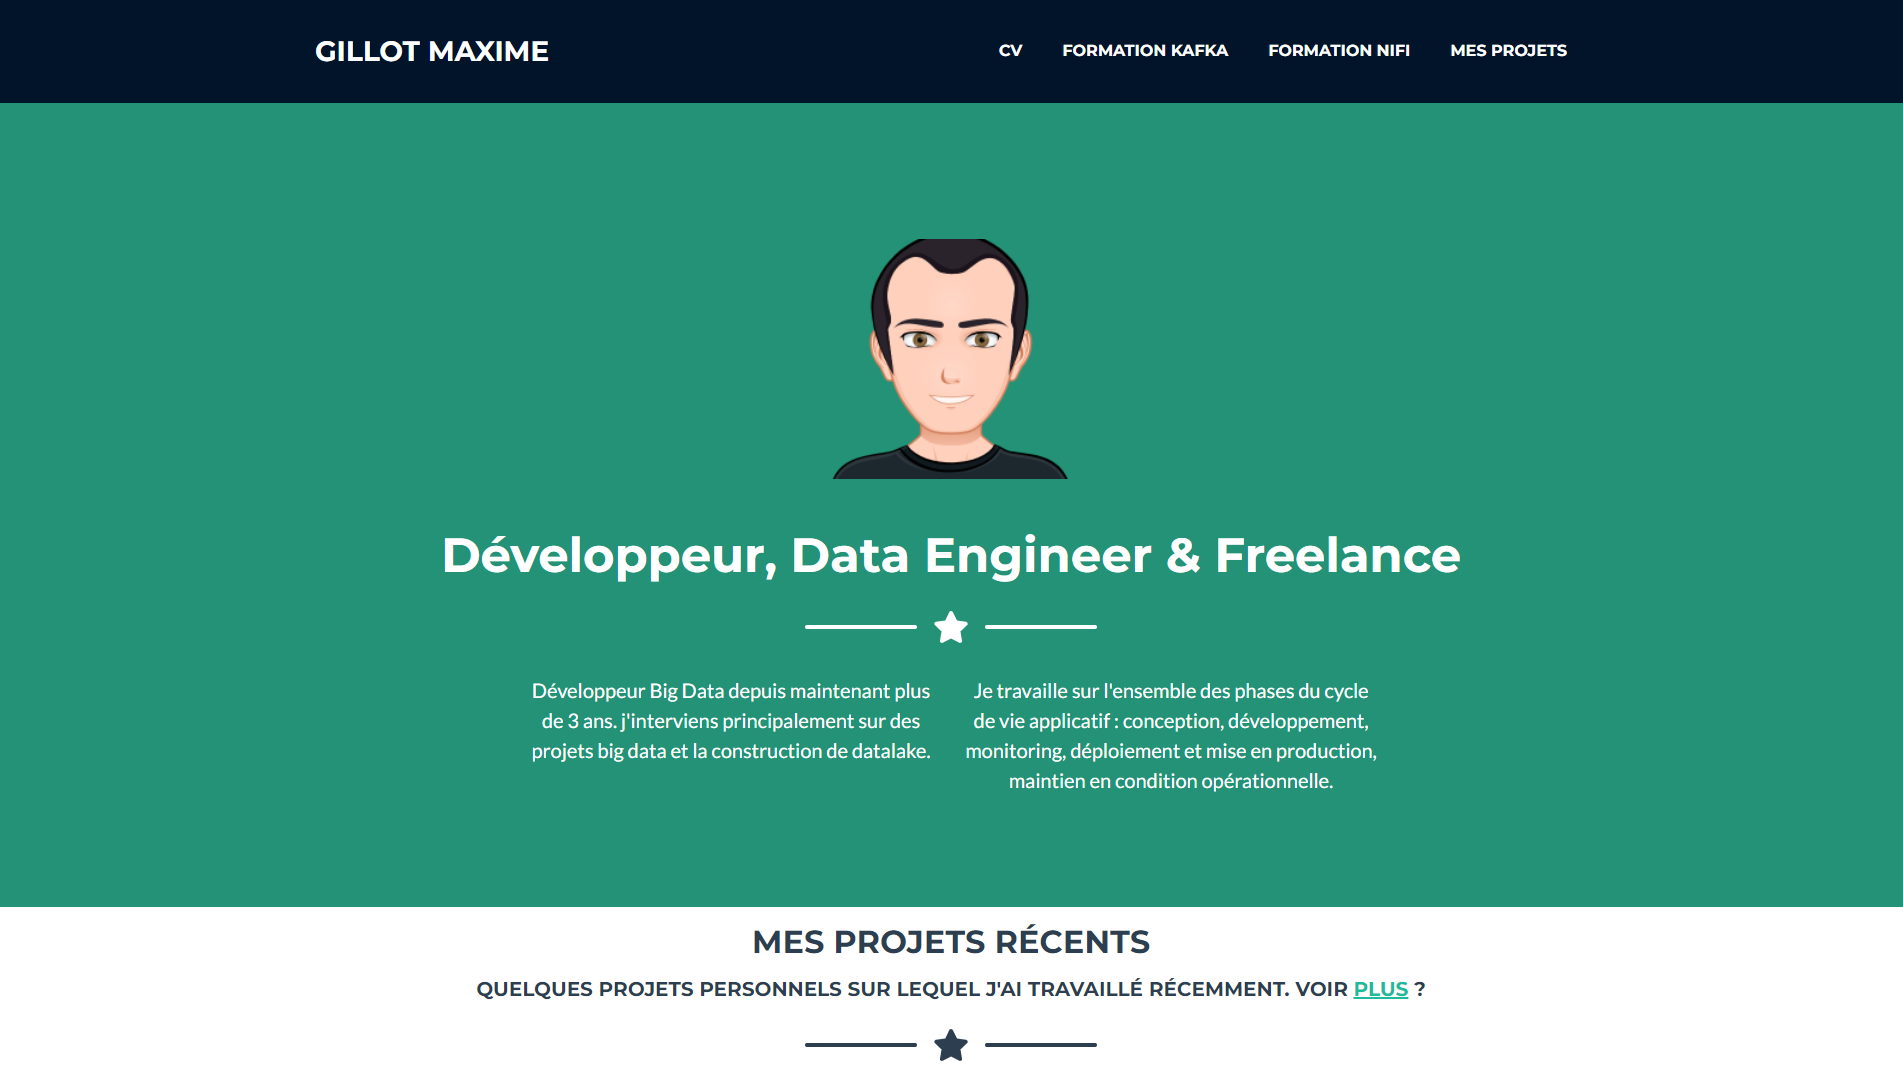 GILLOT MAXIME
CV
FORMATION KAFKA
FORMATION NIFI
MES PROJETS
Développeur, Data Engineer & Freelance
Développeur Big Data depuis maintenant plus
de 3 ans. j'interviens principalement sur des
projets big data et la construction de datalake.
Je travaille sur l'ensemble des phases du cycle
de vie applicatif : conception, développement,
monitoring, déploiement et mise en production,
maintien en condition opérationnelle.
MES PROJETS RÉCENTS
QUELQUES PROJETS PERSONNELS SUR LEQUEL J'AI TRAVAILLÉ RÉCEMMENT. VOIR PLUS ?